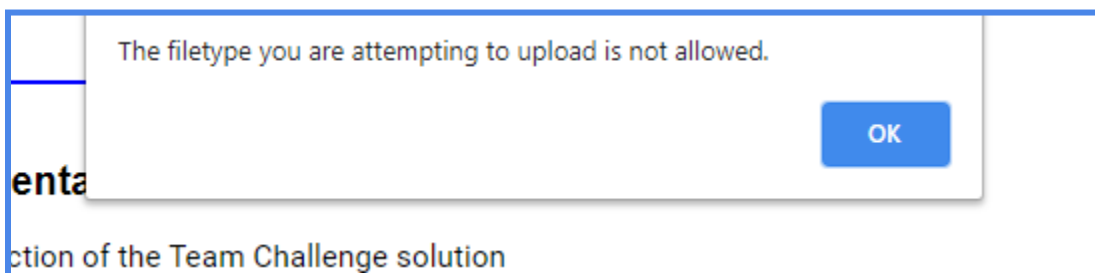 The filetype you are attempting to upload is not allowed.
OK
enta
ction of the Team Challenge solution